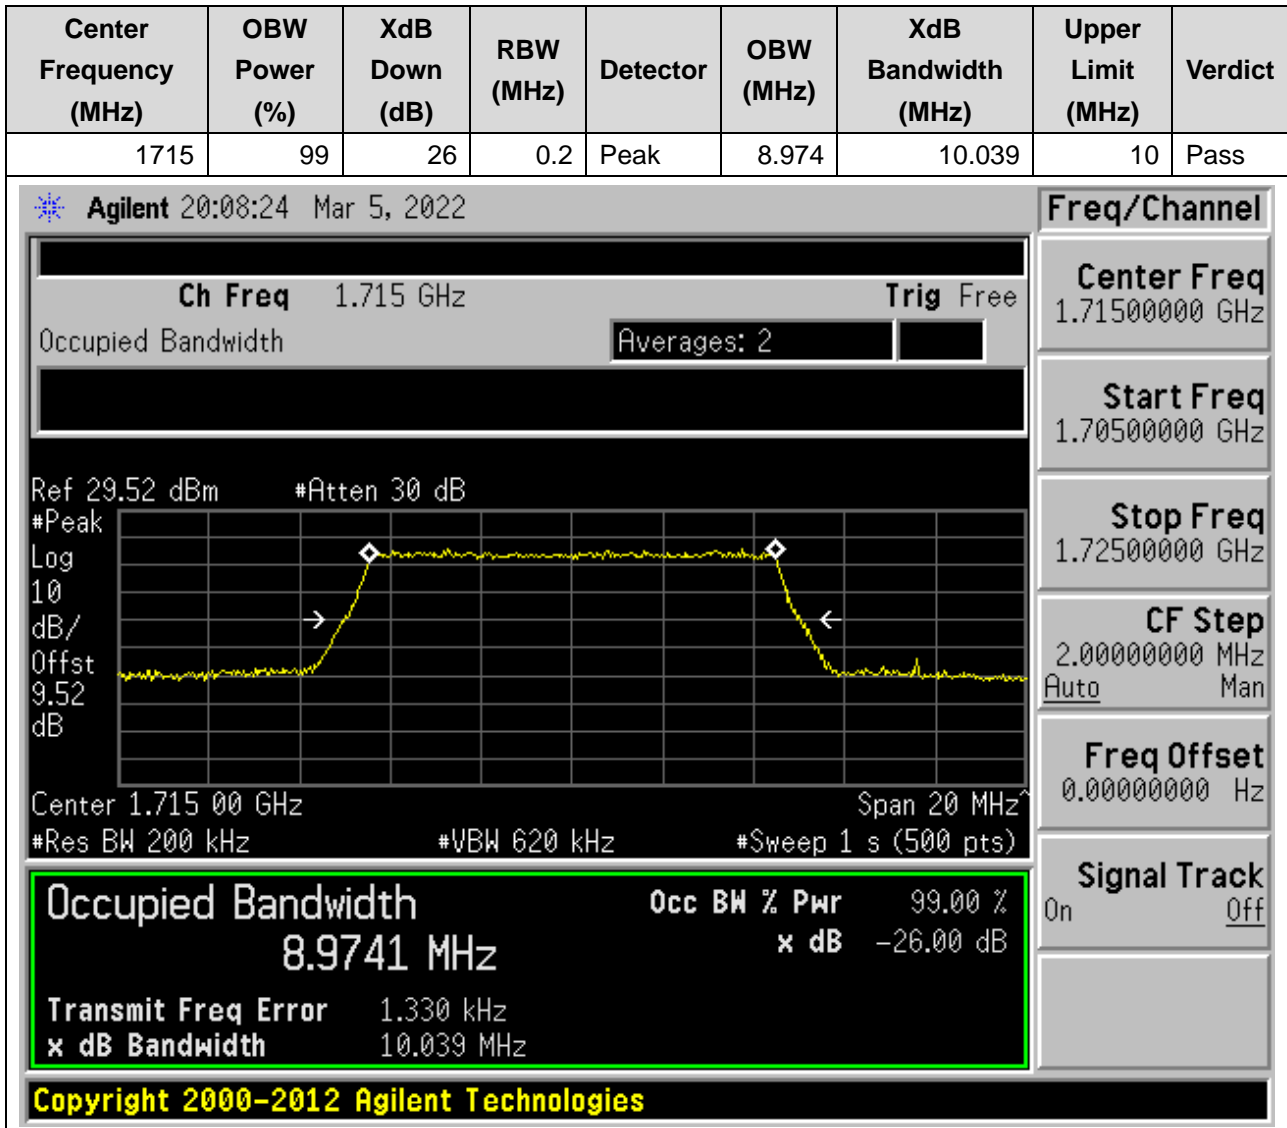 Center Frequency (MHz) OBW Power (%) XdB Down (dB) RBW (MHz) Detector OBW (MHz) XdB Bandwidth (MHz) Upper Limit (MHz) Verdict
1715 99 26 0.2 Peak 8.974 10.039 10 Pass
Agilent 20:08:24 Mar 5, 2022
Freq/Channel
Ch Freq 1.715 GHz Trig Free
Occupied Bandwidth Averages: 2
Ref 29.52 dBm #Atten 30 dB
#Peak
Log
10
dB/
Offst
9.52
dB
Center 1.715 00 GHz Span 20 MHz^
#Res BW 200 kHz #VBW 620 kHz #Sweep 1 s (500 pts)
Occupied Bandwidth Occ BW % Pwr 99.00 %
8.9741 MHz x dB -26.00 dB
Transmit Freq Error 1.330 kHz
x dB Bandwidth 10.039 MHz
Center Freq
1.71500000 GHz
Start Freq
1.70500000 GHz
Stop Freq
1.72500000 GHz
CF Step
2.00000000 MHz
Auto Man
Freq Offset
0.00000000 Hz
Signal Track
On Off
Copyright 2000-2012 Agilent Technologies